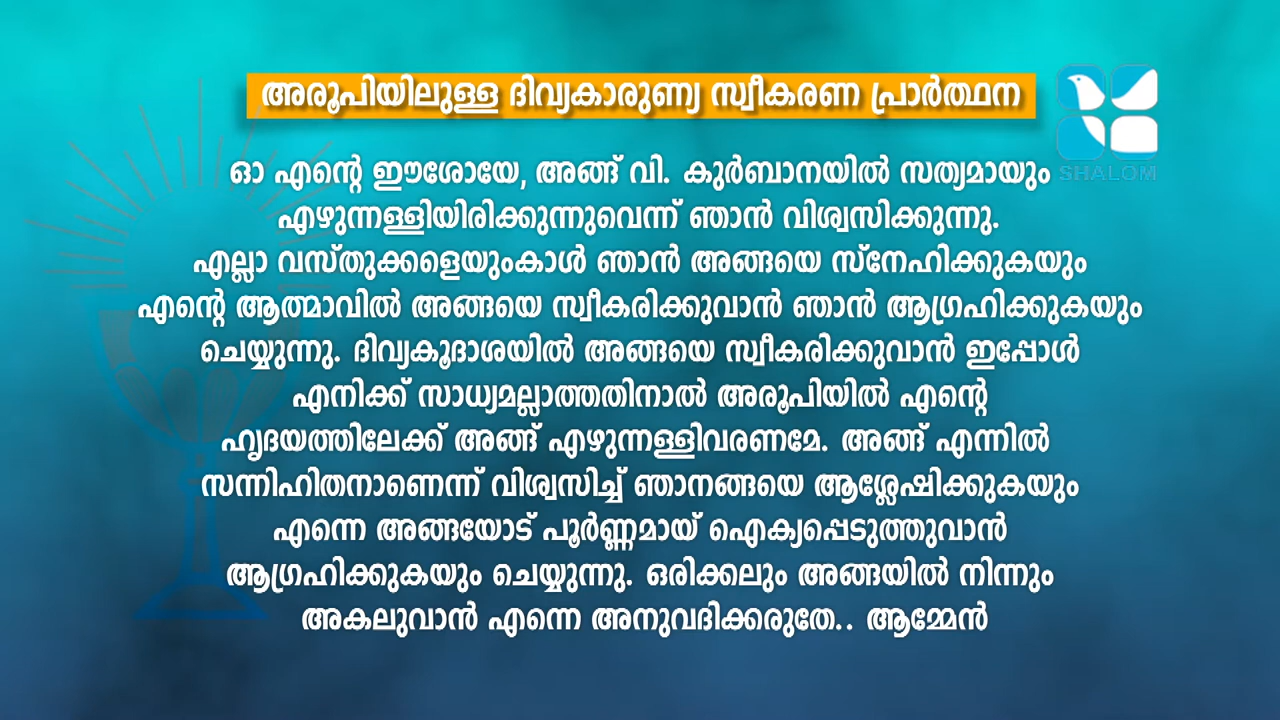 അരൂപിയിലുള്ള ദിവ്യകാരുണ്യ സ്വീകരണ പ്രാർത്ഥന
SHALOM
ഓ എന്റെ ഈശോയേ, അങ്ങ് വി. കുർബാനയിൽ സത്യമായും
എഴുന്നള്ളിയിരിക്കുന്നുവെന്ന് ഞാൻ വിശ്വസിക്കുന്നു.
എല്ലാ വസ്തുക്കളെയുംകാൾ ഞാൻ അങ്ങയെ സ്നേഹിക്കുകയും
എന്റെ ആത്മാവിൽ അങ്ങയെ സ്വീകരിക്കുവാൻ ഞാൻ ആഗ്രഹിക്കുകയും
ചെയ്യുന്നു. ദിവ്യകൂദാശയിൽ അങ്ങയെ സ്വീകരിക്കുവാൻ ഇപ്പോൾ
എനിക്ക് സാധ്യമല്ലാത്തതിനാൽ അരൂപിയിൽ എന്റെ
ഹൃദയത്തിലേക്ക് അങ്ങ് എഴുന്നള്ളിവരണമേ. അങ്ങ് എന്നിൽ
സന്നിഹിതനാണെന്ന് വിശ്വസിച്ച് ഞാനങ്ങയെ ആശ്ലേഷിക്കുകയും
എന്നെ അങ്ങയോട് പൂർണ്ണമായ് ഐക്യപ്പെടുത്തുവാൻ
ആഗ്രഹിക്കുകയും ചെയ്യുന്നു. ഒരിക്കലും അങ്ങയിൽ നിന്നും
അകലുവാൻ എന്നെ അനുവദിക്കരുതേ.. ആമ്മേൻ